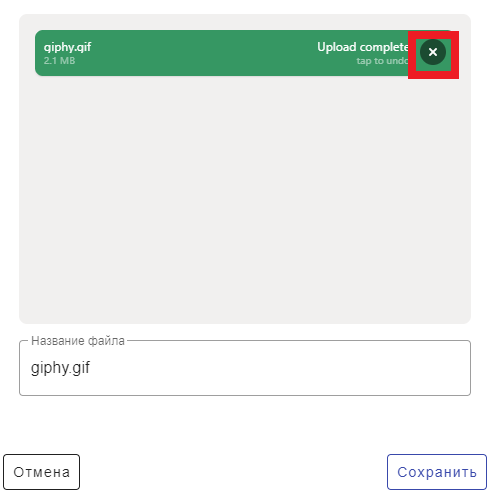 giphy.gif
Upload complete
2.1 MB
tap to undo
Название файла
giphy.gif
Отмена
Сохранить